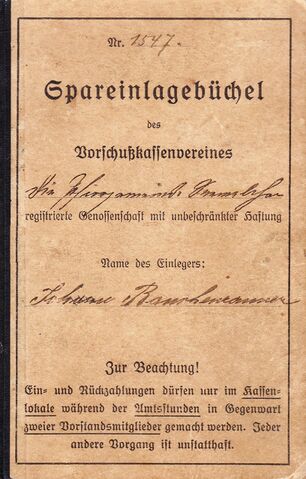 Nr. 1547.
Spareinlagebüchel
des
Vorschußkassenvereines
die Pfarrgemeinde
registrierte Genossenschaft mit unbeschränkter Haftung
Name des Einlegers:
Johann
Zur Beachtung!
Ein- und Rückzahlungen dürfen nur im Kassen-
lokale während der Amtsstunden in Gegenwart
zweier Vorstandsmitglieder gemacht werden. Jeder
andere Vorgang ist unstatthaft.